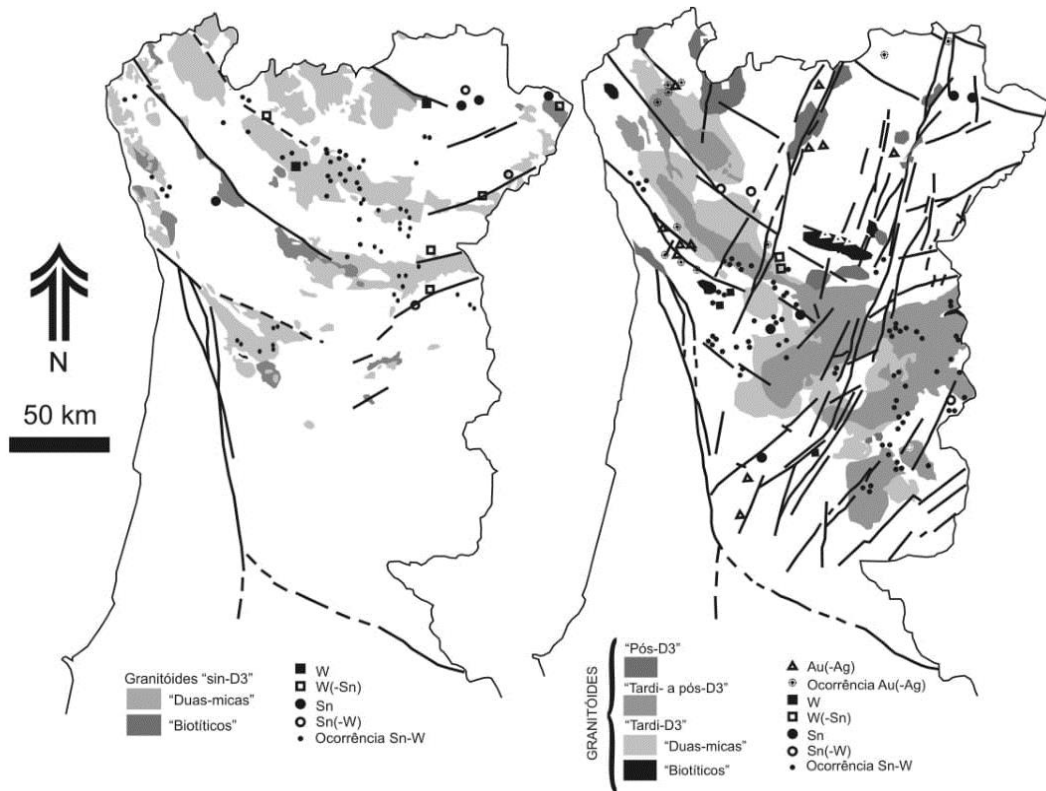 N
50 km
Granitóides "sin-D3"
"Duas-micas"
"Biotíticos"
W
W(-Sn)
Sn
Sn(-W)
Ocorrência Sn-W
GRANITÓIDES
"Pós-D3"
"Tardi- a pós-D3"
"Tardi-D3"
"Duas-micas"
"Biotíticos"
Au(-Ag)
Ocorrência Au(-Ag)
W
W(-Sn)
Sn
Sn(-W)
Ocorrência Sn-W